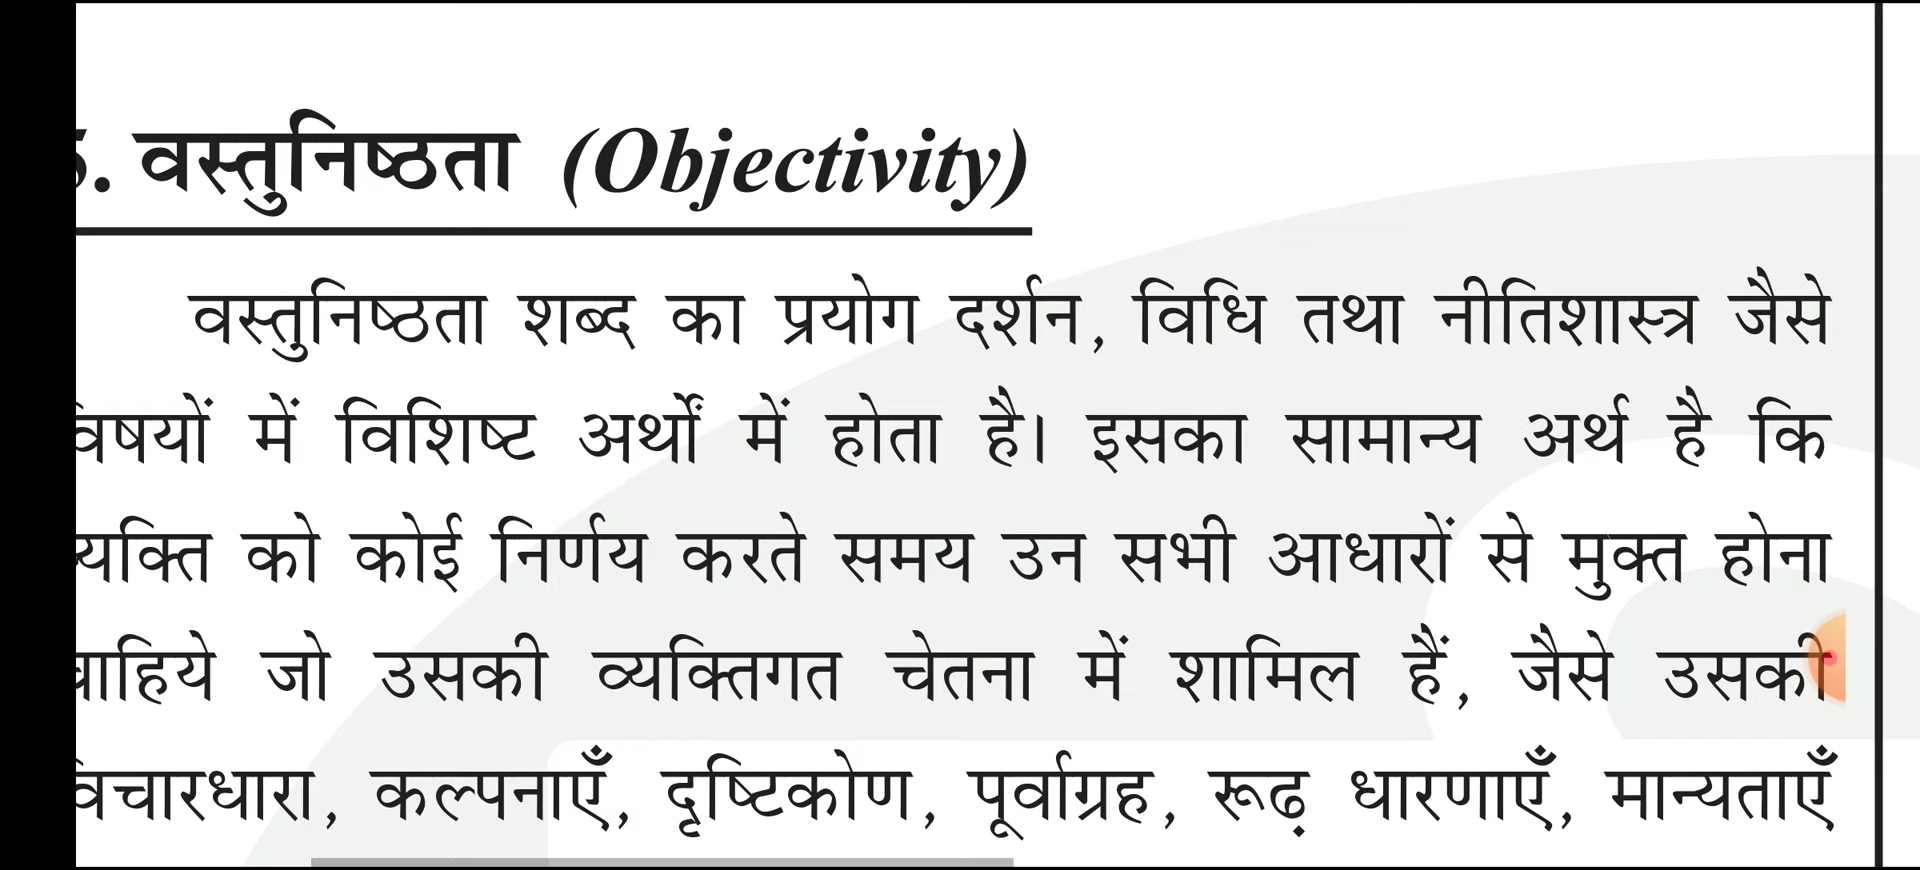 5. वस्तुनिष्ठता (Objectivity)
वस्तुनिष्ठता शब्द का प्रयोग दर्शन, विधि तथा नीतिशास्त्र जैसे
विषयों में विशिष्ट अर्थों में होता है। इसका सामान्य अर्थ है कि
व्यक्ति को कोई निर्णय करते समय उन सभी आधारों से मुक्त होना
चाहिये जो उसकी व्यक्तिगत चेतना में शामिल हैं, जैसे उसकी
विचारधारा, कल्पनाएँ, दृष्टिकोण, पूर्वाग्रह, रूढ़ धारणाएँ, मान्यताएँ